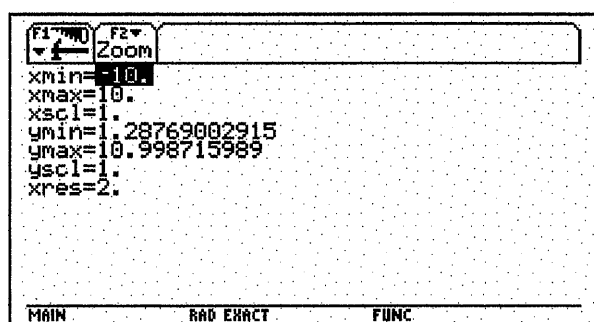 F1 F2
Zoom
xmin=-10.
xmax=10.
xscl=1.
ymin=1.28769002915
ymax=10.998715989
yscl=1.
xres=2.
MAIN RAD EXACT FUNC